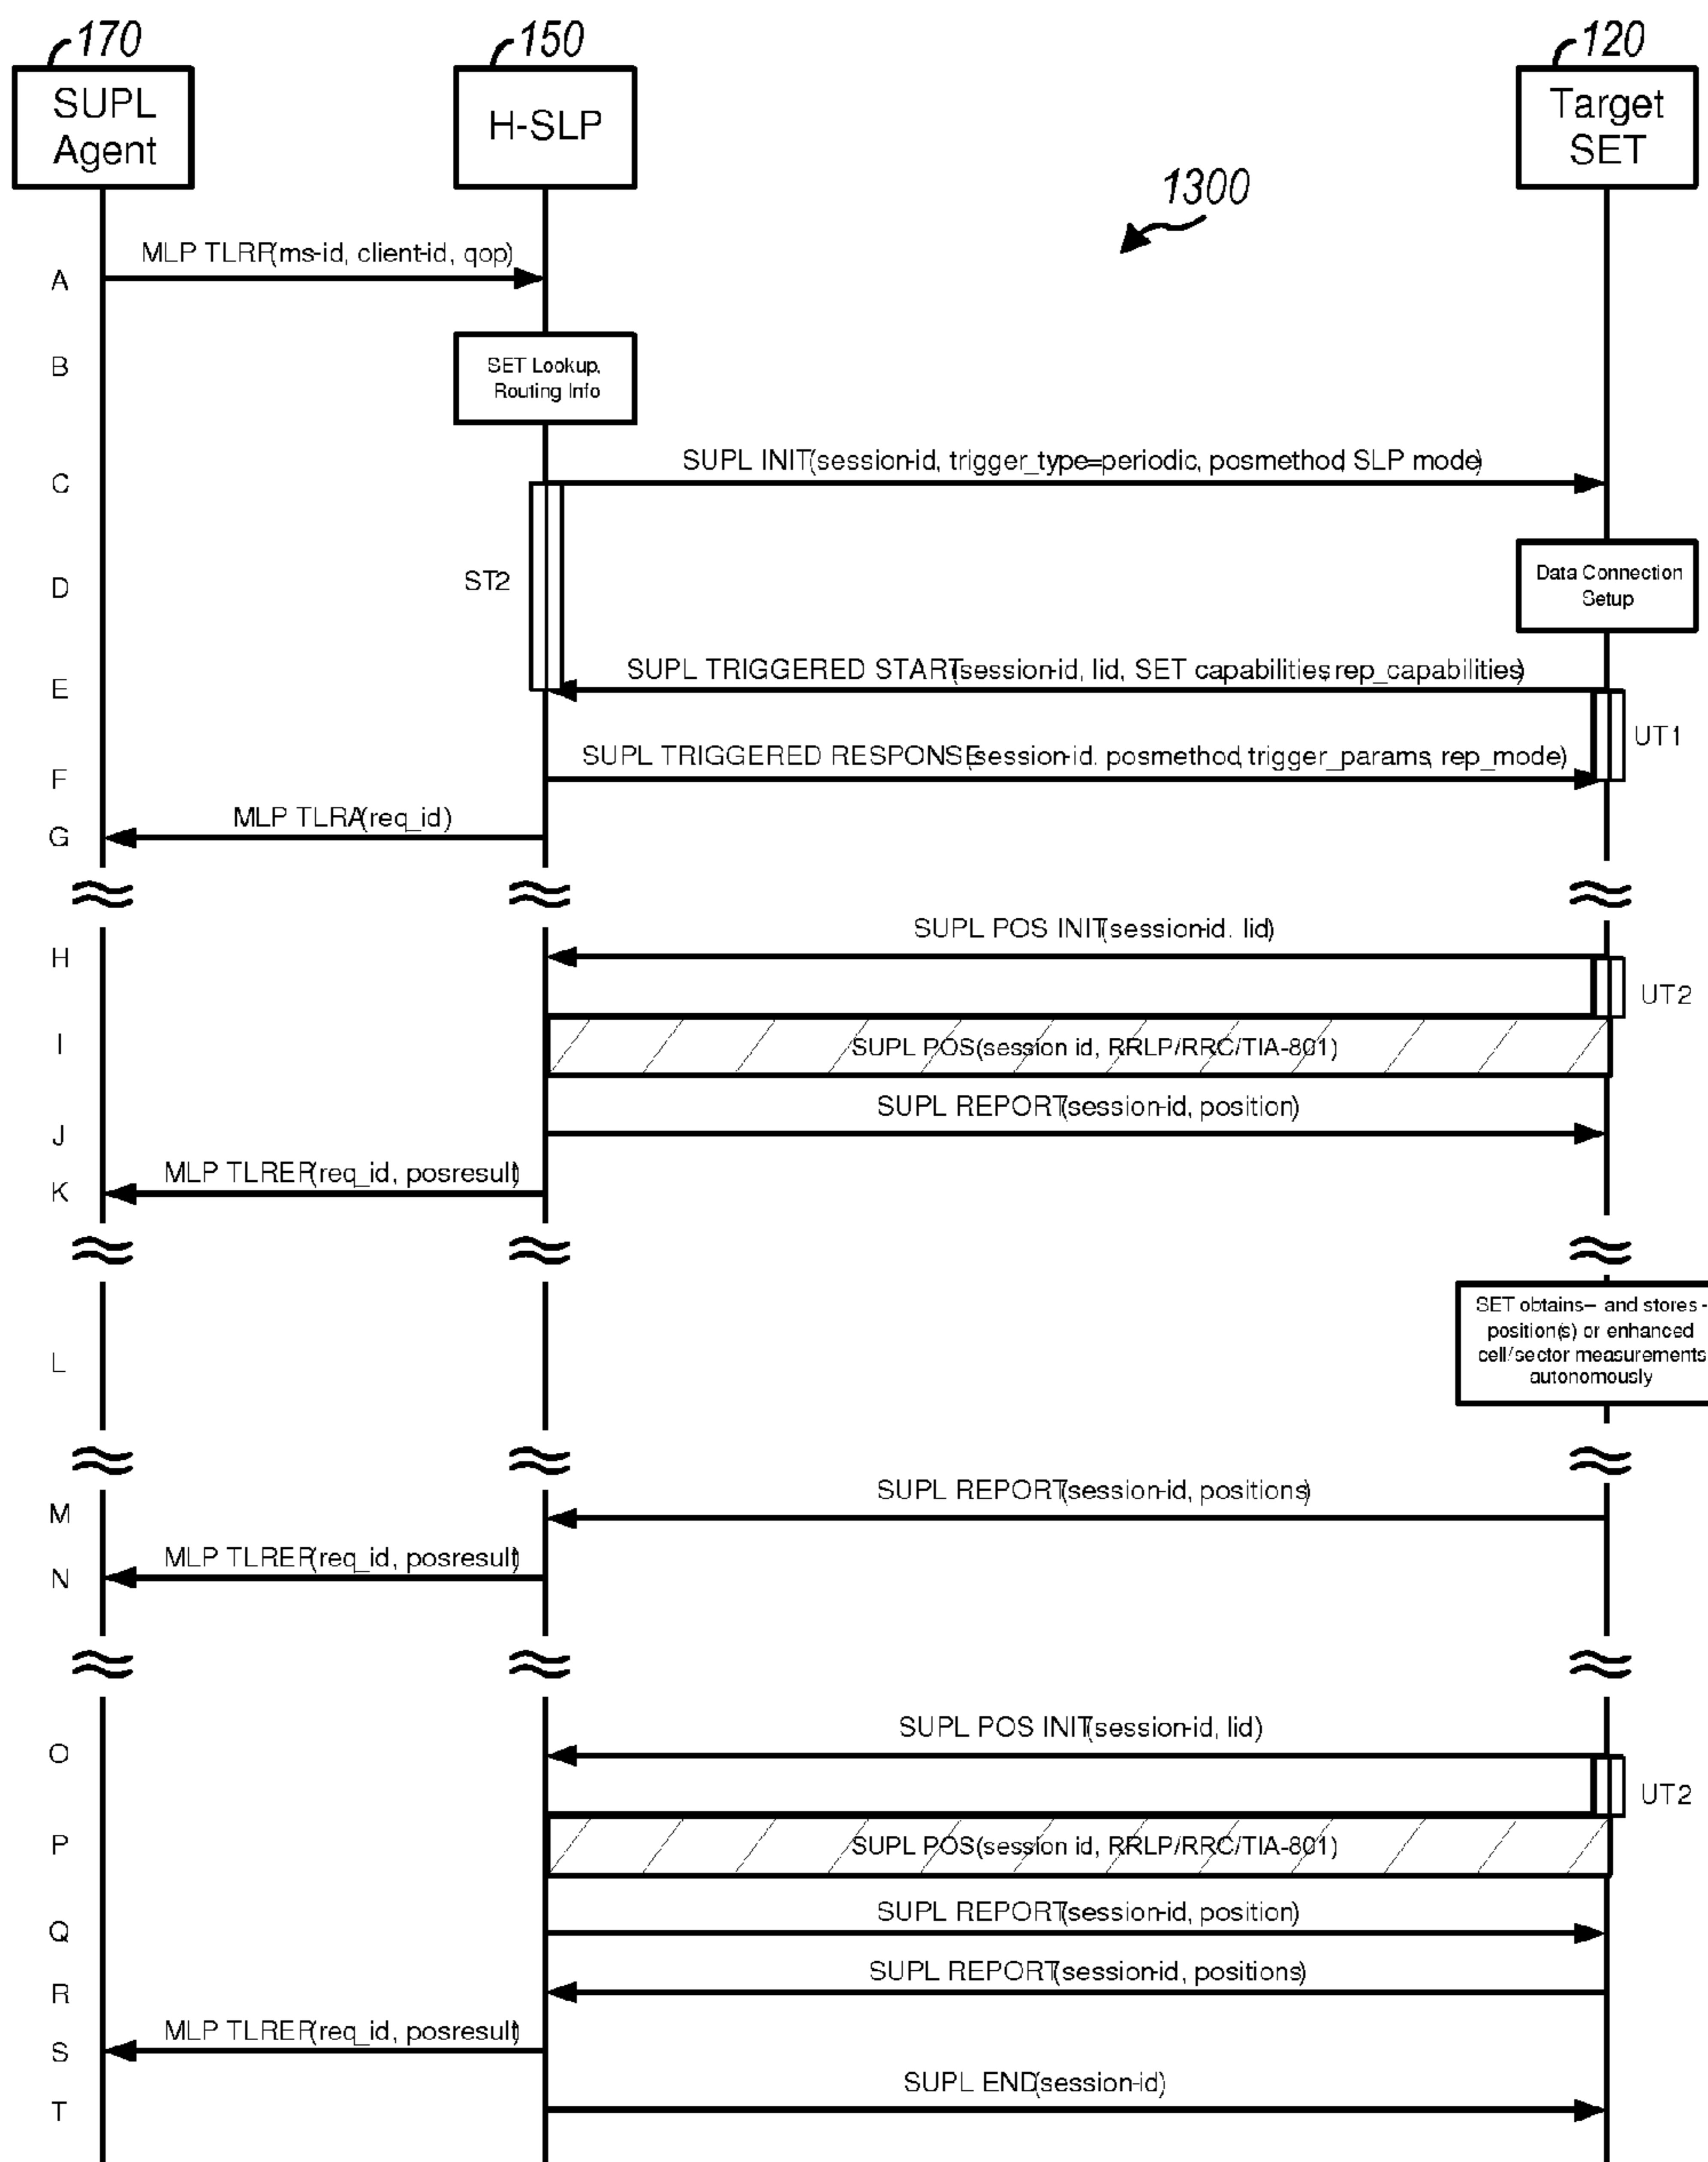 170
150
120
SUPL
Agent
H-SLP
Target
SET
1300
A
MLP TLRR(ms-id, client-id, qop)
B
SET Lookup,
Routing Info
C
SUPL INIT(session-id, trigger_type=periodic, posmethod SLP mode)
D
ST2
Data Connection
Setup
E
SUPL TRIGGERED START(session-id, lid, SET capabilities, rep_capabilities)
UT1
F
SUPL TRIGGERED RESPONSE(session-id. posmethod, trigger_params, rep_mode)
G
MLP TLRA(req_id)
H
SUPL POS INIT(session-id. lid)
UT2
I
SUPL POS(session id, RRLP/RRC/TIA-801)
J
SUPL REPORT(session-id, position)
K
MLP TLREP(req_id, posresult)
L
SET obtains– and stores -
position(s) or enhanced
cell/sector measurements
autonomously
M
SUPL REPORT(session-id, positions)
N
MLP TLREP(req_id, posresult)
O
SUPL POS INIT(session-id, lid)
UT2
P
SUPL POS(session id, RRLP/RRC/TIA-801)
Q
SUPL REPORT(session-id, position)
R
SUPL REPORT(session-id, positions)
S
MLP TLREP(req_id, posresult)
T
SUPL END(session-id)